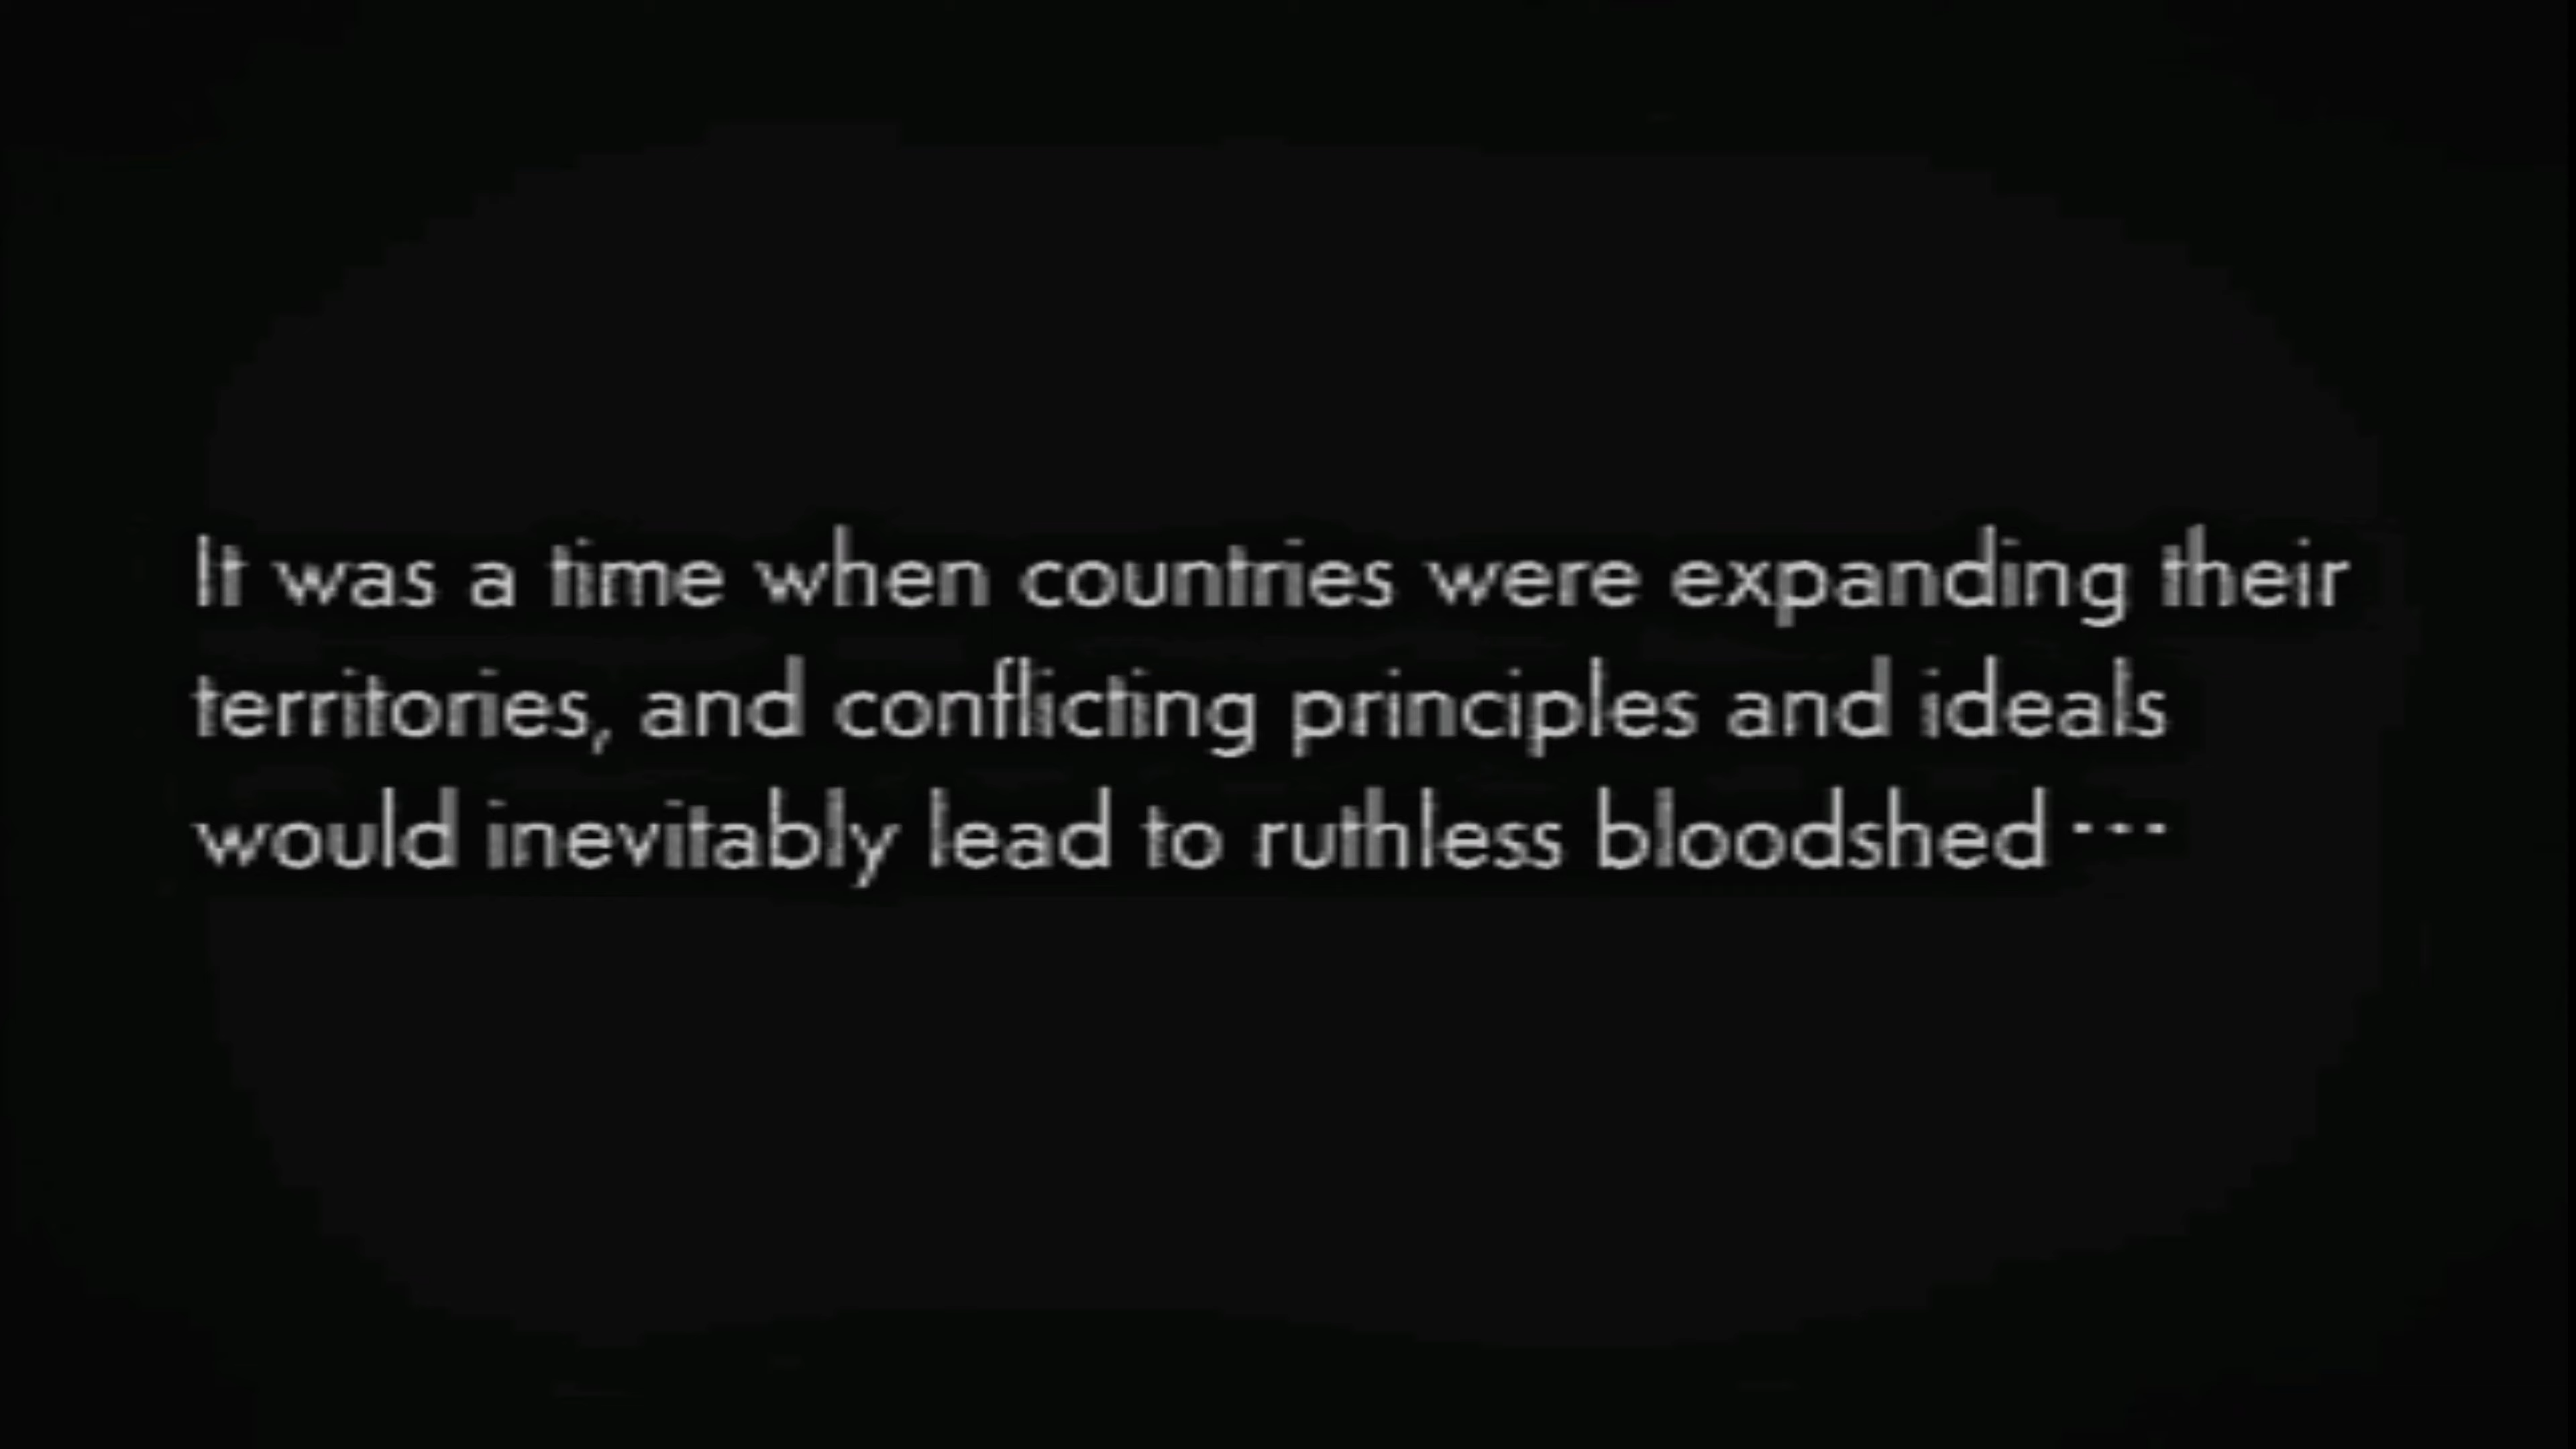 It was a time when countries were expanding their
territories, and conflicting principles and ideals
would inevitably lead to ruthless bloodshed---